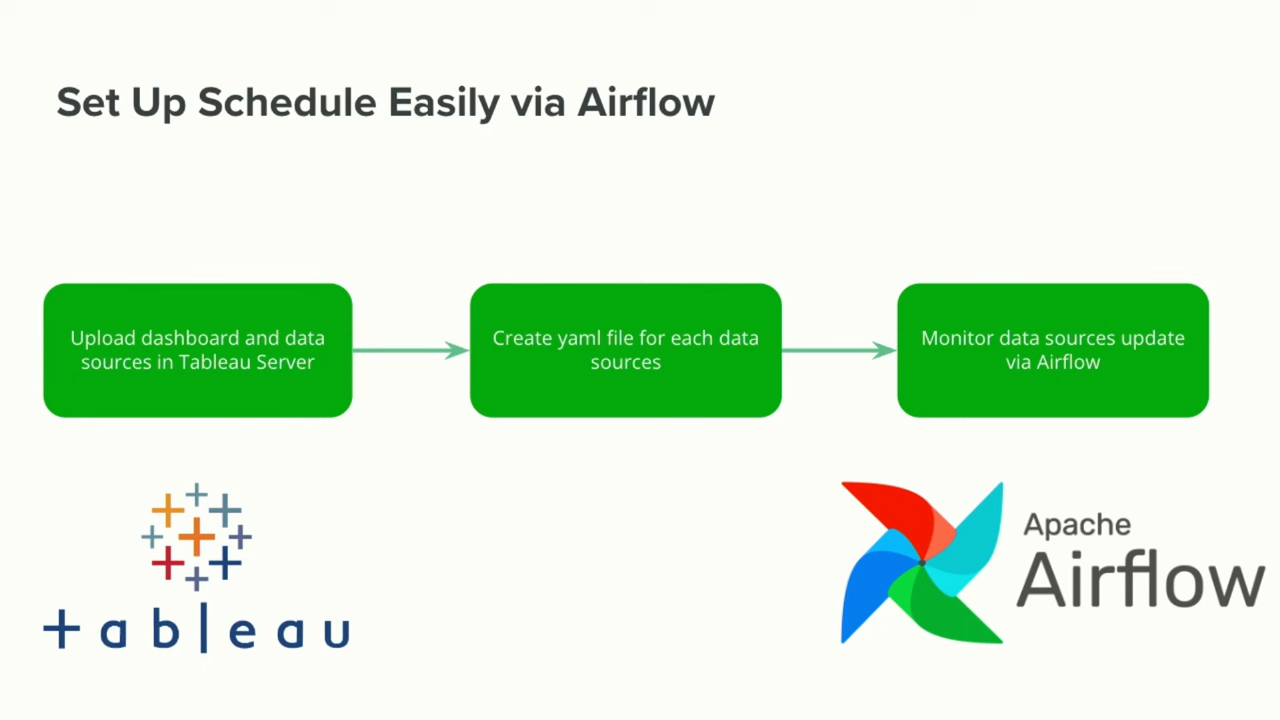 Set Up Schedule Easily via Airflow
Upload dashboard and data
sources in Tableau Server
Create yaml file for each data
sources
Monitor data sources update
via Airflow
+ableau
Apache
Airflow